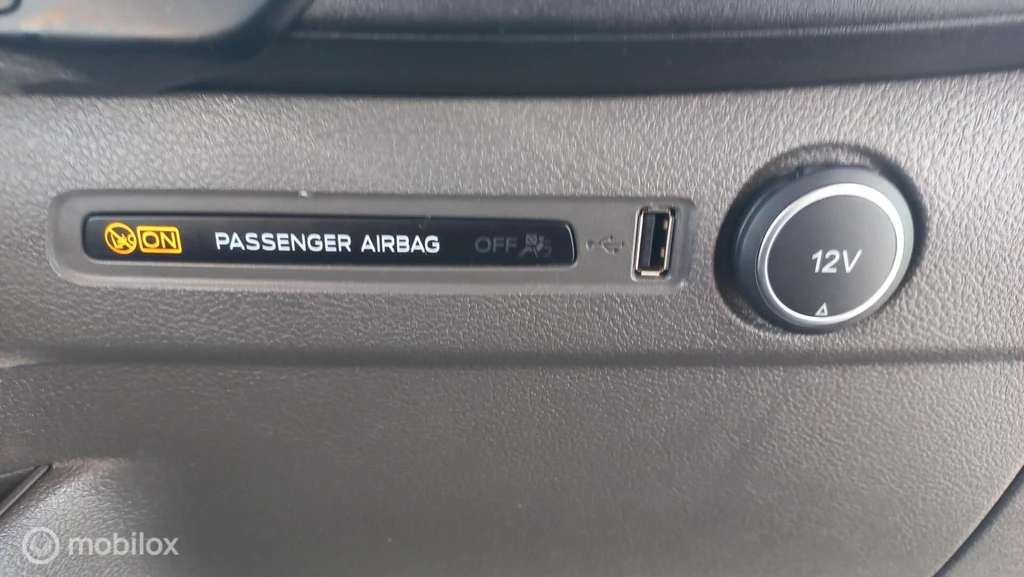 ON PASSENGER AIRBAG OFF
12V
mobilox